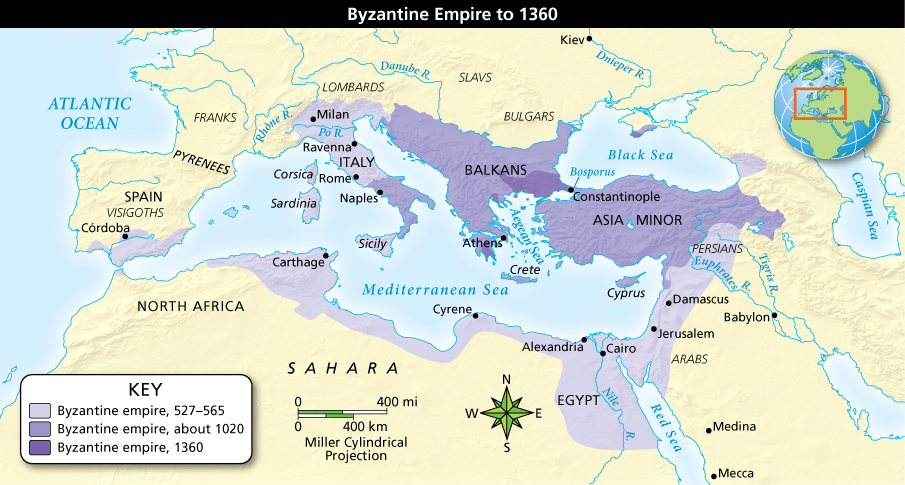 Byzantine Empire to 1360
Kiev
Dnieper R.
Danube R.
SLAVS
LOMBARDS
ATLANTIC
OCEAN
FRANKS
Rhône R.
Milan
BULGARS
Po R.
Ravenna
Black Sea
PYRENEES
ITALY
BALKANS
Bosporus
Corsica
Rome
Caspian Sea
SPAIN
VISIGOTHS
Sardinia
Naples
Constantinople
Córdoba
Aegean Sea
ASIA MINOR
Sicily
Athens
PERSIANS
Carthage
Crete
Euphrates R.
Tigris R.
Mediterranean Sea
Cyprus
Damascus
NORTH AFRICA
Cyrene
Babylon
Jerusalem
Alexandria
Cairo
ARABS
SAHARA
EGYPT
Nile R.
Red Sea
Medina
Mecca
KEY
Byzantine empire, 527–565
Byzantine empire, about 1020
Byzantine empire, 1360
0 400 mi
0 400 km
Miller Cylindrical
Projection
N
W E
S